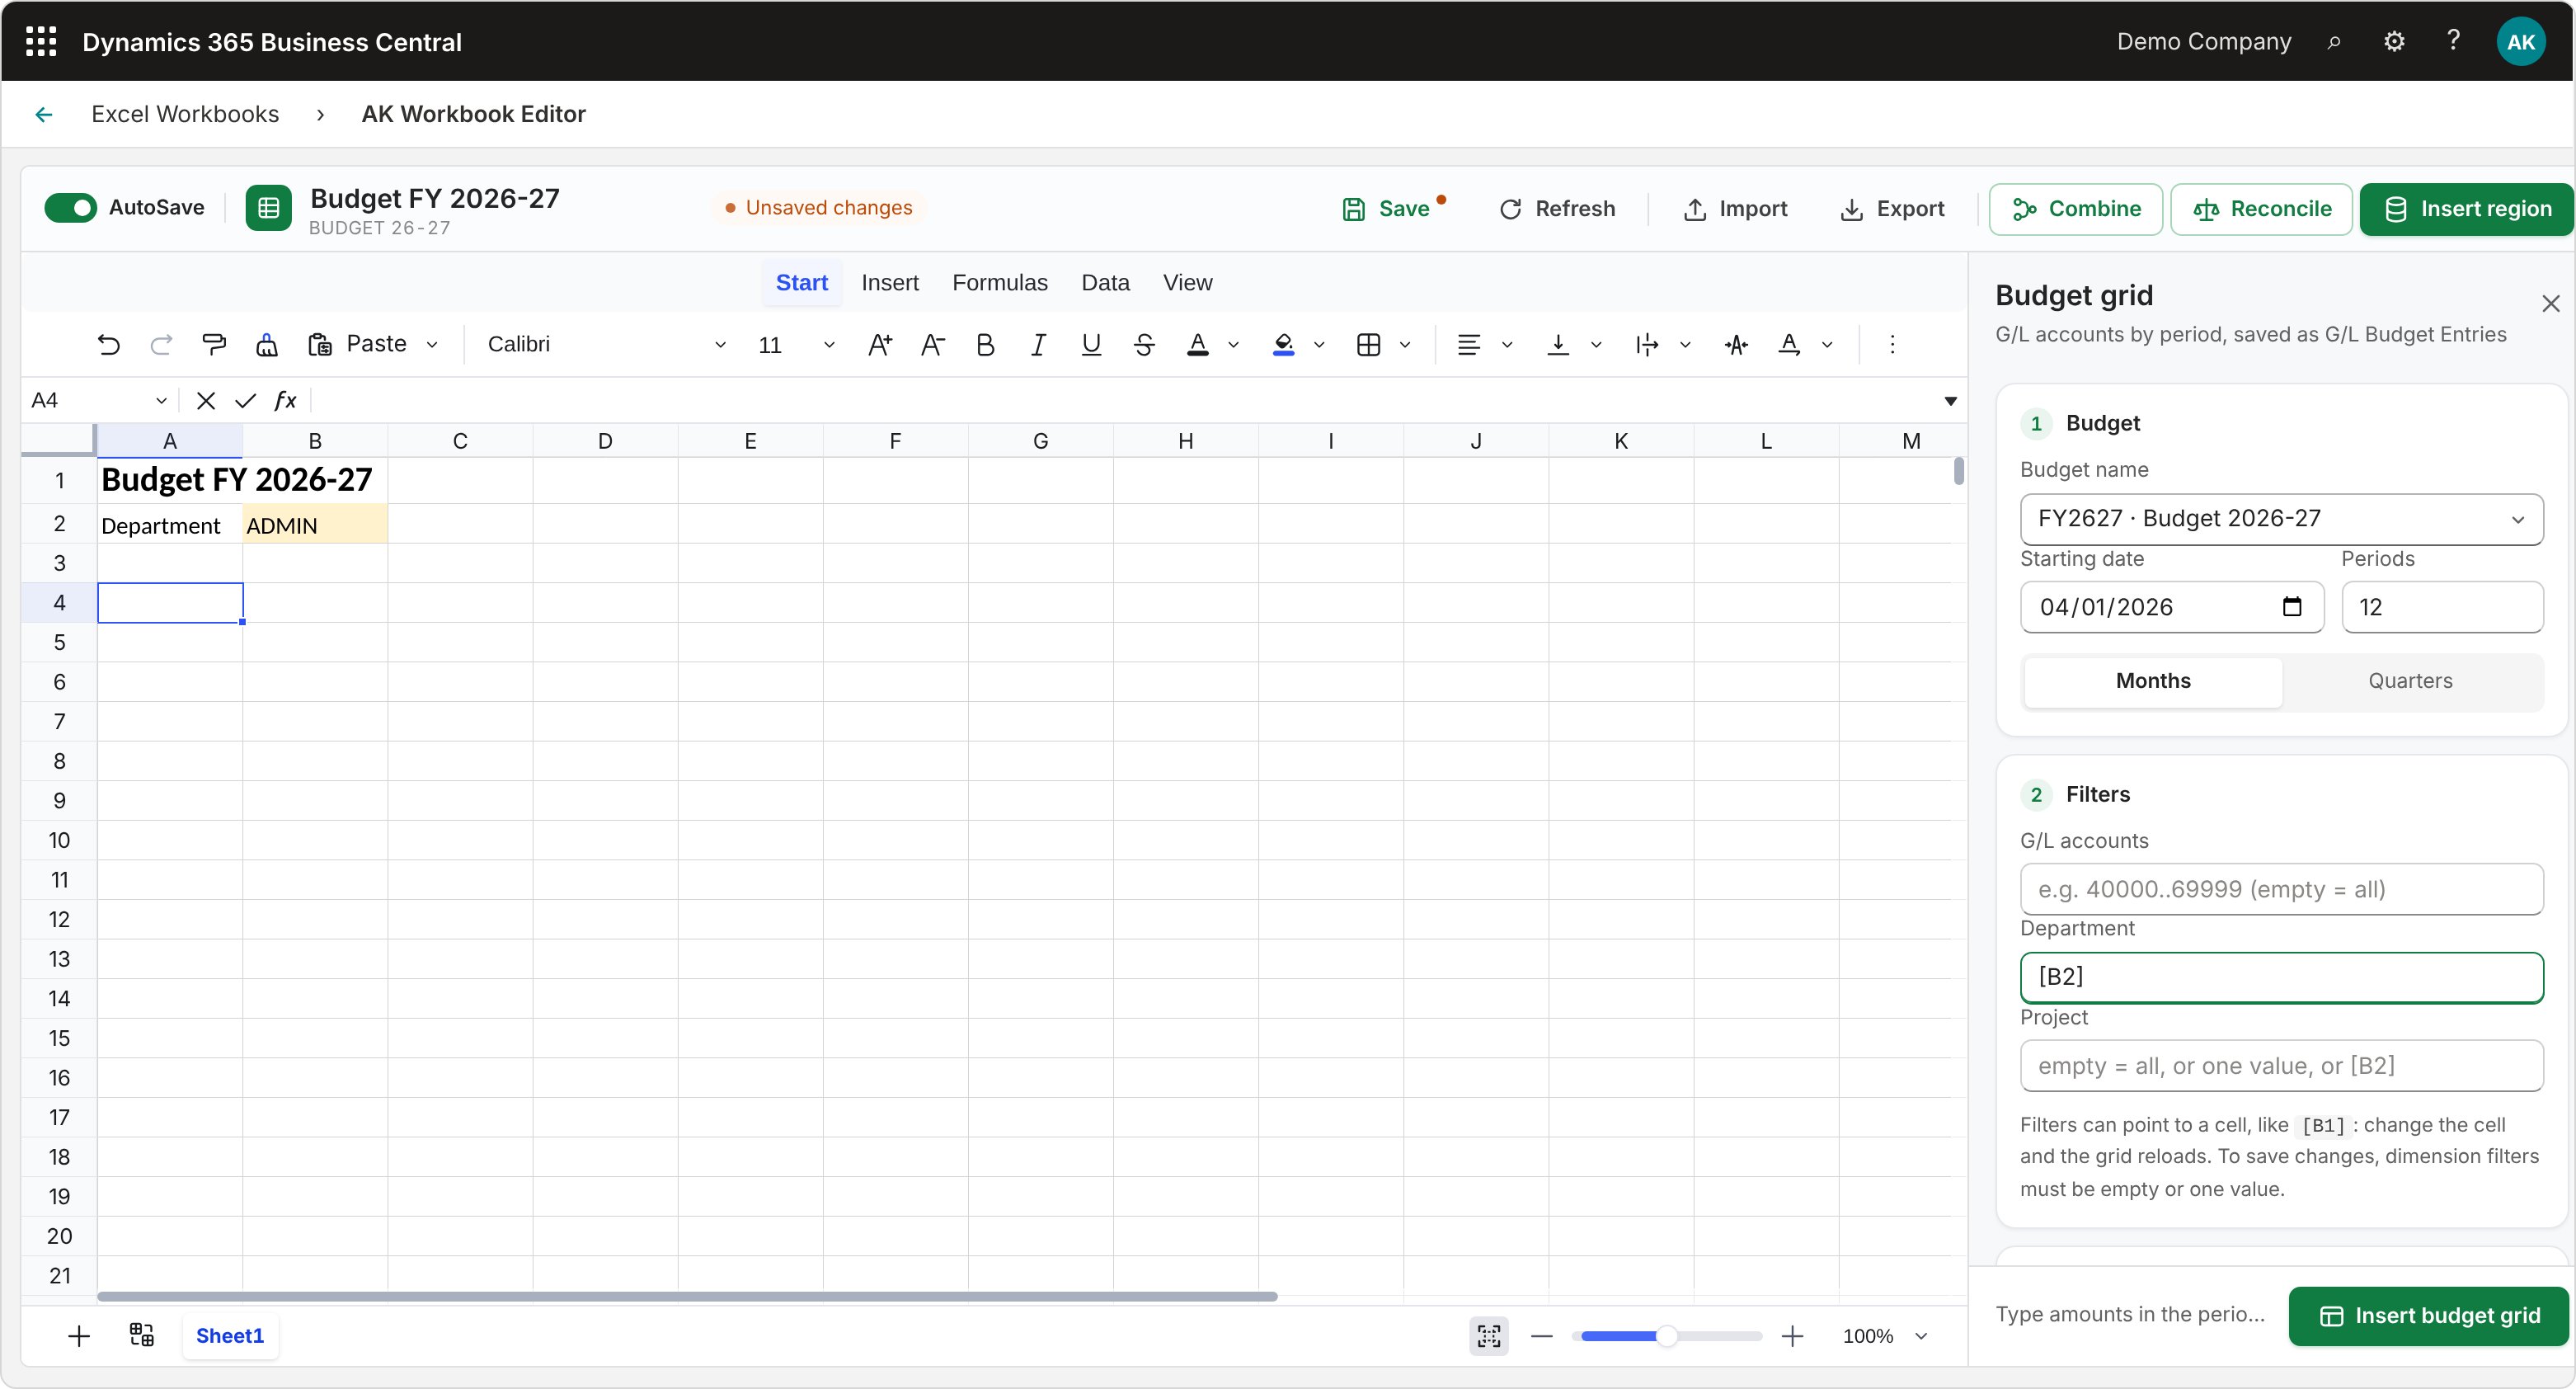 Dynamics 365 Business Central
Demo Company
?
AK
Excel Workbooks › AK Workbook Editor
AutoSave
Budget FY 2026-27
BUDGET 26-27
Unsaved changes
Save
Refresh
Import
Export
Combine
Reconcile
Insert region
Start Insert Formulas Data View
Paste
Calibri
11
A4
fx
A B C D E F G H I J K L M
1 Budget FY 2026-27
2 Department ADMIN
3
4
5
6
7
8
9
10
11
12
13
14
15
16
17
18
19
20
21
Sheet1
100%
Budget grid
G/L accounts by period, saved as G/L Budget Entries
1 Budget
Budget name
FY2627 · Budget 2026-27
Starting date Periods
04/01/2026 12
Months Quarters
2 Filters
G/L accounts
e.g. 40000..69999 (empty = all)
Department
[B2]
Project
empty = all, or one value, or [B2]
Filters can point to a cell, like [B1] : change the cell
and the grid reloads. To save changes, dimension filters
must be empty or one value.
Type amounts in the perio...
Insert budget grid